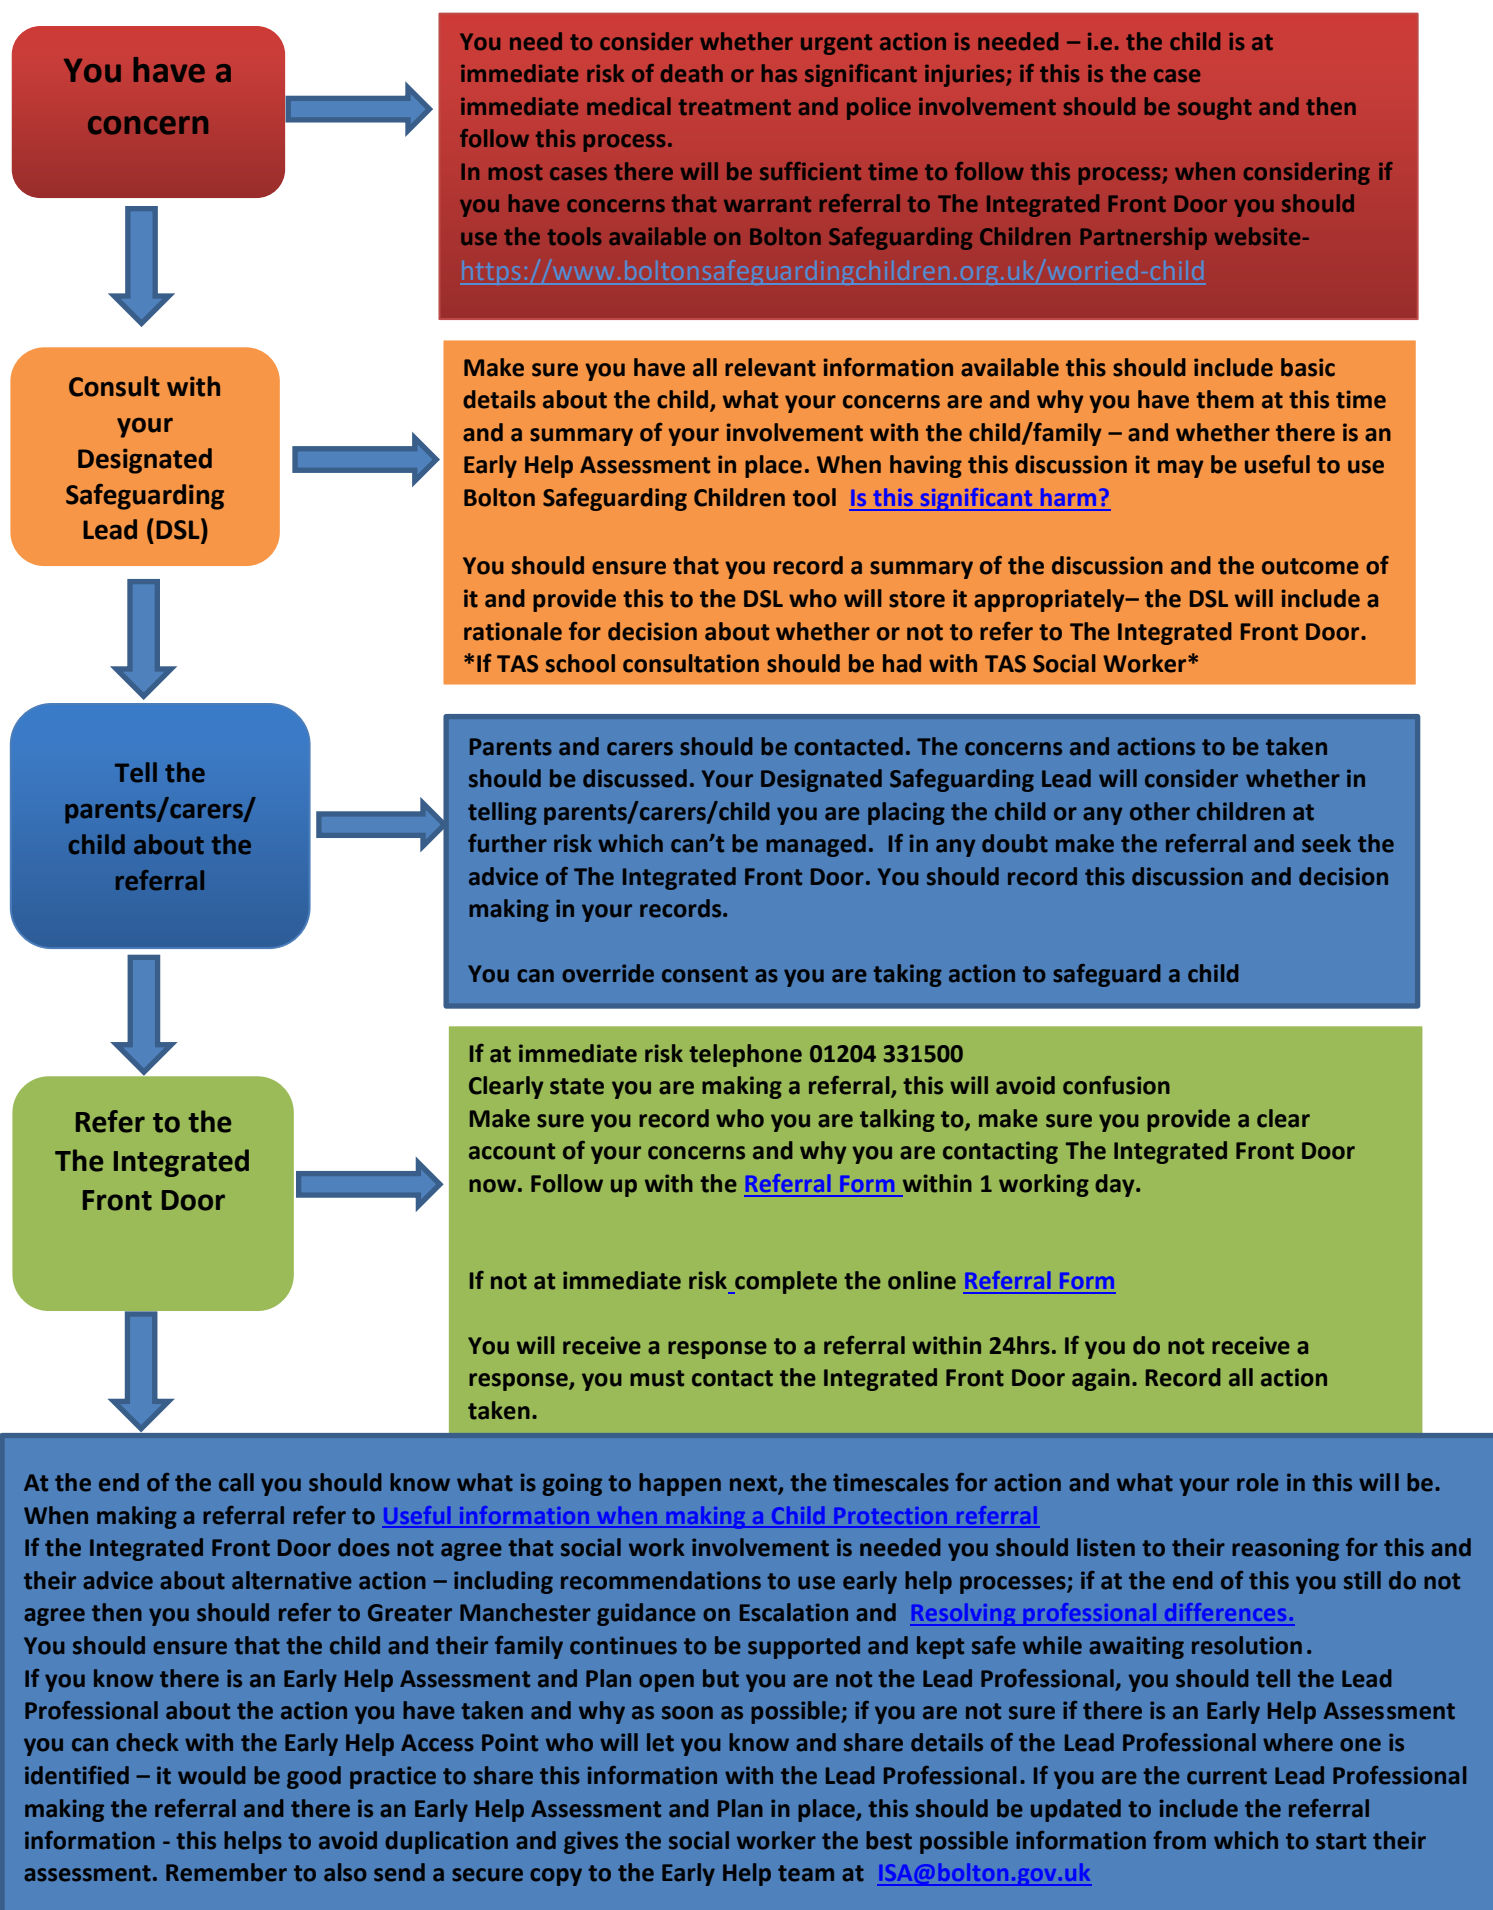 You have a
concern
You need to consider whether urgent action is needed – i.e. the child is at
immediate risk of death or has significant injuries; if this is the case
immediate medical treatment and police involvement should be sought and then
follow this process.
In most cases there will be sufficient time to follow this process; when considering if
you have concerns that warrant referral to The Integrated Front Door you should
use the tools available on Bolton Safeguarding Children Partnership website-
https://www.boltonsafeguardingchildren.org.uk/worried-child
Consult with
your
Designated
Safeguarding
Lead (DSL)
Make sure you have all relevant information available this should include basic
details about the child, what your concerns are and why you have them at this time
and a summary of your involvement with the child/family – and whether there is an
Early Help Assessment in place. When having this discussion it may be useful to use
Bolton Safeguarding Children tool Is this significant harm?
You should ensure that you record a summary of the discussion and the outcome of
it and provide this to the DSL who will store it appropriately– the DSL will include a
rationale for decision about whether or not to refer to The Integrated Front Door.
*If TAS school consultation should be had with TAS Social Worker*
Tell the
parents/carers/
child about the
referral
Parents and carers should be contacted. The concerns and actions to be taken
should be discussed. Your Designated Safeguarding Lead will consider whether in
telling parents/carers/child you are placing the child or any other children at
further risk which can't be managed. If in any doubt make the referral and seek the
advice of The Integrated Front Door. You should record this discussion and decision
making in your records.
You can override consent as you are taking action to safeguard a child
Refer to the
The Integrated
Front Door
If at immediate risk telephone 01204 331500
Clearly state you are making a referral, this will avoid confusion
Make sure you record who you are talking to, make sure you provide a clear
account of your concerns and why you are contacting The Integrated Front Door
now. Follow up with the Referral Form within 1 working day.
If not at immediate risk complete the online Referral Form
You will receive a response to a referral within 24hrs. If you do not receive a
response, you must contact the Integrated Front Door again. Record all action
taken.
At the end of the call you should know what is going to happen next, the timescales for action and what your role in this will be.
When making a referral refer to Useful information when making a Child Protection referral
If the Integrated Front Door does not agree that social work involvement is needed you should listen to their reasoning for this and
their advice about alternative action – including recommendations to use early help processes; if at the end of this you still do not
agree then you should refer to Greater Manchester guidance on Escalation and Resolving professional differences.
You should ensure that the child and their family continues to be supported and kept safe while awaiting resolution.
If you know there is an Early Help Assessment and Plan open but you are not the Lead Professional, you should tell the Lead
Professional about the action you have taken and why as soon as possible; if you are not sure if there is an Early Help Assessment
you can check with the Early Help Access Point who will let you know and share details of the Lead Professional where one is
identified – it would be good practice to share this information with the Lead Professional. If you are the current Lead Professional
making the referral and there is an Early Help Assessment and Plan in place, this should be updated to include the referral
information - this helps to avoid duplication and gives the social worker the best possible information from which to start their
assessment. Remember to also send a secure copy to the Early Help team at ISA@bolton.gov.uk